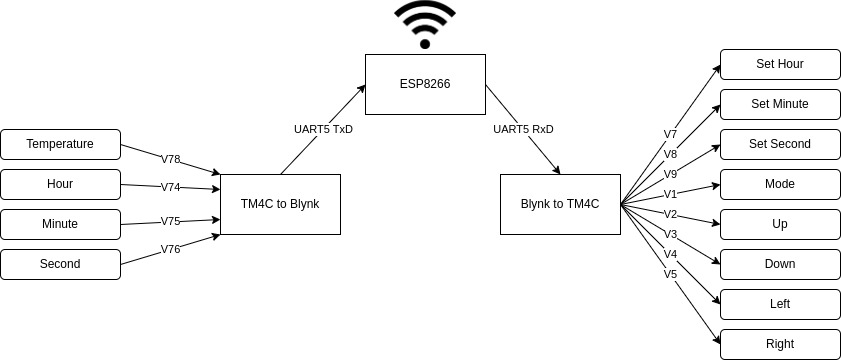 ESP8266
UART5 TxD
UART5 RxD
Temperature
Hour
Minute
Second
V78
V74
V75
V76
TM4C to Blynk
Blynk to TM4C
V7
V8
V9
V1
V2
V3
V4
V5
Set Hour
Set Minute
Set Second
Mode
Up
Down
Left
Right